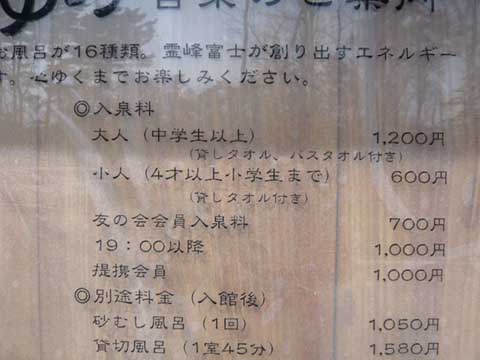 お風呂が16種類。霊峰富士が創り出すエネルギー
す。心ゆくまでお楽しみください。
◎入泉料
大人（中学生以上） 1,200円
（貸しタオル、バスタオル付き）
小人（4才以上小学生まで） 600円
（貸しタオル付き）
友の会会員入泉料 700円
19：00以降 1,000円
提携会員 1,000円
◎別途料金（入館後）
砂むし風呂（1回） 1,050円
貸切風呂（1室45分） 1,580円